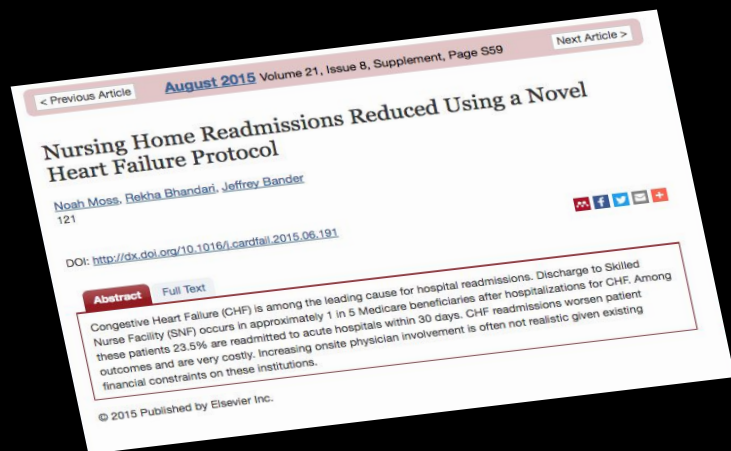 < Previous Article
August 2015 Volume 21, Issue 8, Supplement, Page S59
Next Article >
Nursing Home Readmissions Reduced Using a Novel
Heart Failure Protocol
Noah Moss, Rekha Bhandari, Jeffrey Bander
121
DOI: http://dx.doi.org/10.1016/j.cardfail.2015.06.191
Abstract
Full Text
Congestive Heart Failure (CHF) is among the leading cause for hospital readmissions. Discharge to Skilled
Nurse Facility (SNF) occurs in approximately 1 in 5 Medicare beneficiaries after hospitalizations for CHF. Among
these patients 23.5% are readmitted to acute hospitals within 30 days. CHF readmissions worsen patient
outcomes and are very costly. Increasing onsite physician involvement is often not realistic given existing
financial constraints on these institutions.
© 2015 Published by Elsevier Inc.